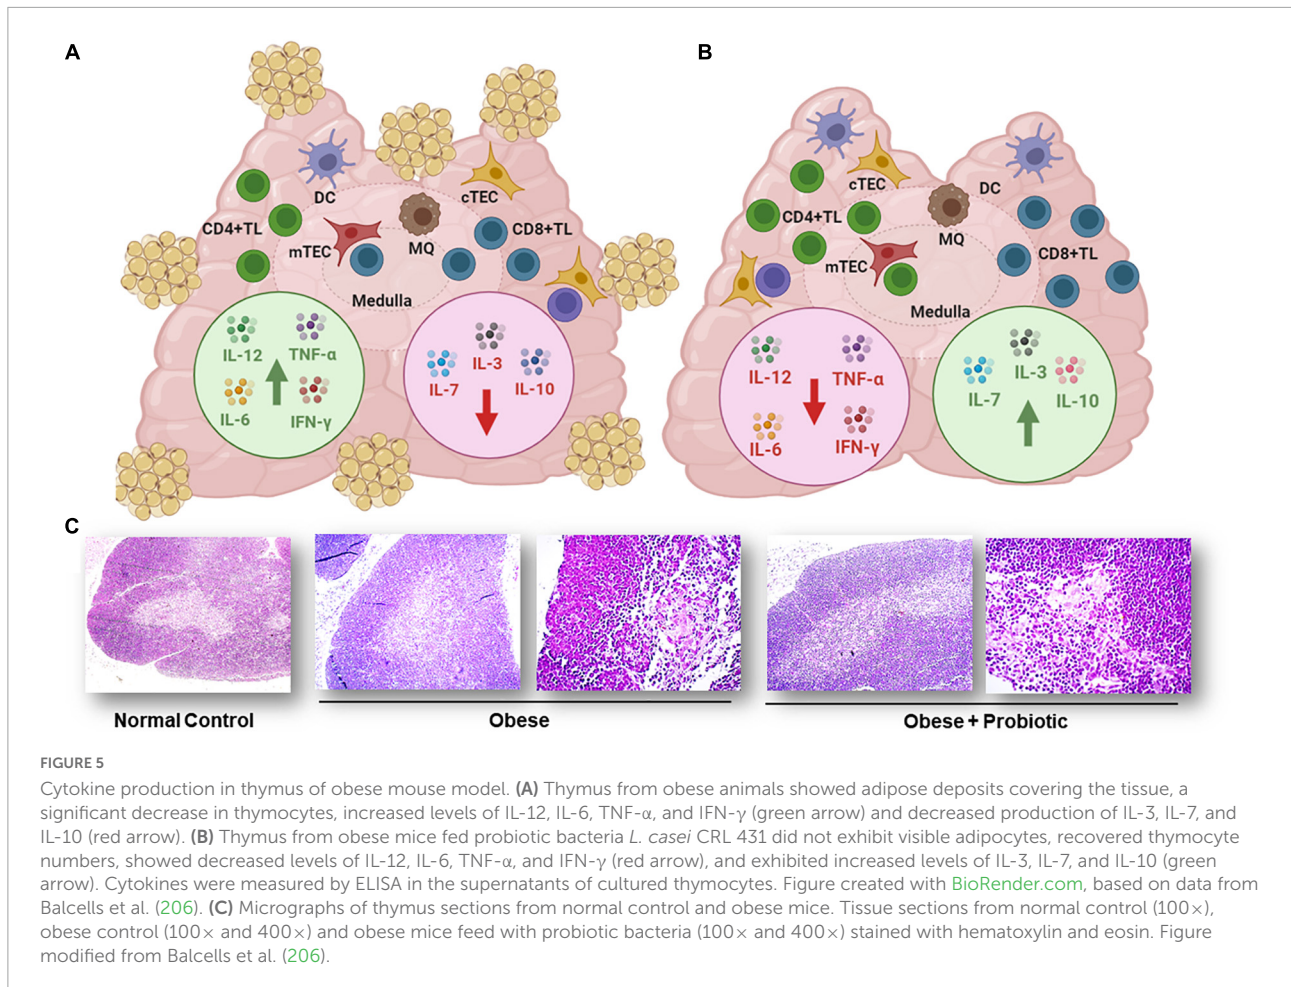 A
B
DC
cTEC
CD4+TL
CD8+TL
mTEC
MQ
Medulla
IL-12
TNF-α
IL-6
IFN-γ
IL-3
IL-7
IL-10
cTEC
DC
CD4+TL
MQ
CD8+TL
mTEC
Medulla
IL-12
TNF-α
IL-6
IFN-γ
IL-3
IL-7
IL-10
C
Normal Control
Obese
Obese + Probiotic
FIGURE 5
Cytokine production in thymus of obese mouse model. (A) Thymus from obese animals showed adipose deposits covering the tissue, a
significant decrease in thymocytes, increased levels of IL-12, IL-6, TNF-α, and IFN-γ (green arrow) and decreased production of IL-3, IL-7, and
IL-10 (red arrow). (B) Thymus from obese mice fed probiotic bacteria L. casei CRL 431 did not exhibit visible adipocytes, recovered thymocyte
numbers, showed decreased levels of IL-12, IL-6, TNF-α, and IFN-γ (red arrow), and exhibited increased levels of IL-3, IL-7, and IL-10 (green
arrow). Cytokines were measured by ELISA in the supernatants of cultured thymocytes. Figure created with BioRender.com, based on data from
Balcells et al. (206). (C) Micrographs of thymus sections from normal control and obese mice. Tissue sections from normal control (100×),
obese control (100× and 400×) and obese mice feed with probiotic bacteria (100× and 400×) stained with hematoxylin and eosin. Figure
modified from Balcells et al. (206).